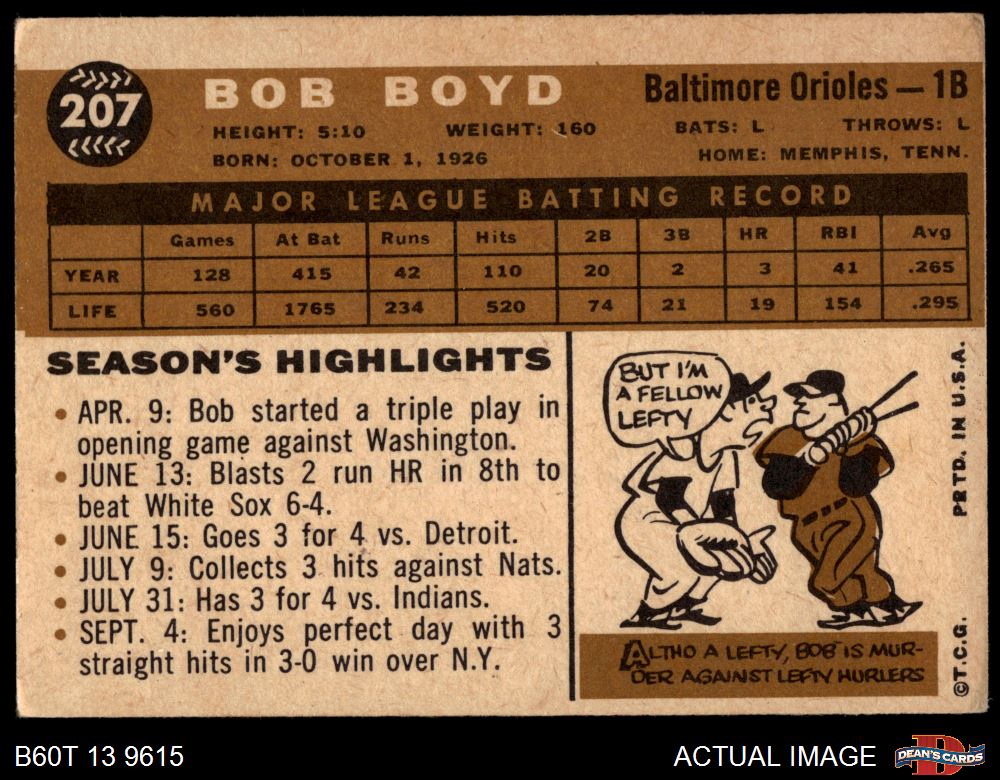 207
BOB BOYD
Baltimore Orioles — 1B
HEIGHT: 5:10 WEIGHT: 160 BATS: L THROWS: L
BORN: OCTOBER 1, 1926 HOME: MEMPHIS, TENN.
MAJOR LEAGUE BATTING RECORD
Games At Bat Runs Hits 2B 3B HR RBI Avg
YEAR 128 415 42 110 20 2 3 41 .265
LIFE 560 1765 234 520 74 21 19 154 .295
SEASON'S HIGHLIGHTS
• APR. 9: Bob started a triple play in
opening game against Washington.
• JUNE 13: Blasts 2 run HR in 8th to
beat White Sox 6-4.
• JUNE 15: Goes 3 for 4 vs. Detroit.
• JULY 9: Collects 3 hits against Nats.
• JULY 31: Has 3 for 4 vs. Indians.
• SEPT. 4: Enjoys perfect day with 3
straight hits in 3-0 win over N.Y.
BUT I'M
A FELLOW
LEFTY
ALTHO A LEFTY, BOB IS MUR-
DER AGAINST LEFTY HURLERS
©T.C.G. PRTD. IN U.S.A.
B60T 13 9615
ACTUAL IMAGE
DEAN'S CARDS